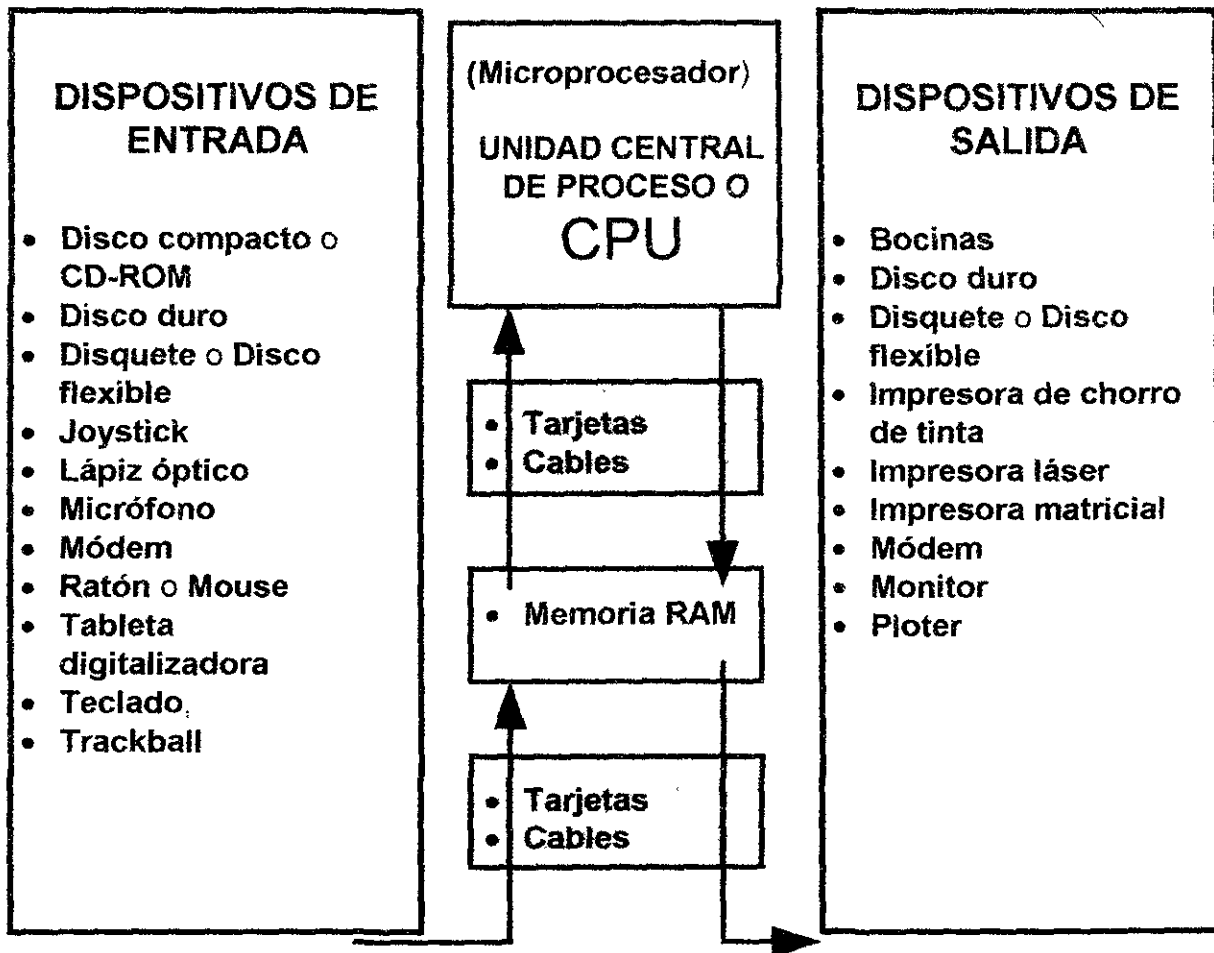 DISPOSITIVOS DE
ENTRADA
• Disco compacto o
CD-ROM
• Disco duro
• Disquete o Disco
flexible
• Joystick
• Lápiz óptico
• Micrófono
• Módem
• Ratón o Mouse
• Tableta
digitalizadora
• Teclado
• Trackball
(Microprocesador)
UNIDAD CENTRAL
DE PROCESO O
CPU
• Tarjetas
• Cables
• Memoria RAM
• Tarjetas
• Cables
DISPOSITIVOS DE
SALIDA
• Bocinas
• Disco duro
• Disquete o Disco
flexible
• Impresora de chorro
de tinta
• Impresora láser
• Impresora matricial
• Módem
• Monitor
• Ploter